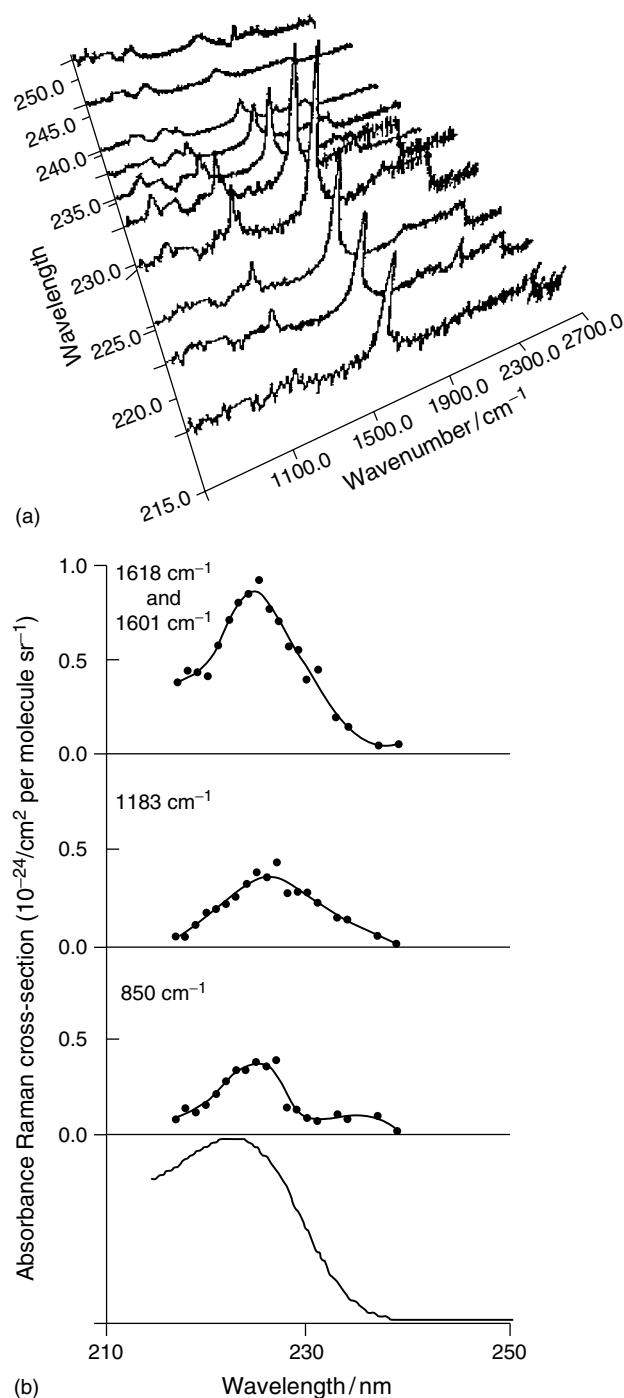 250.0
245.0
240.0
235.0
230.0
225.0
220.0
215.0
Wavelength
1100.0
1500.0
1900.0
2300.0
2700.0
Wavenumber / cm⁻¹
(a)
Absorbance Raman cross-section (10⁻²⁴/cm² per molecule sr⁻¹)
1.0
1618 cm⁻¹
and
1601 cm⁻¹
0.5
0.0
1183 cm⁻¹
0.5
0.0
850 cm⁻¹
0.5
0.0
210
230
250
Wavelength / nm
(b)